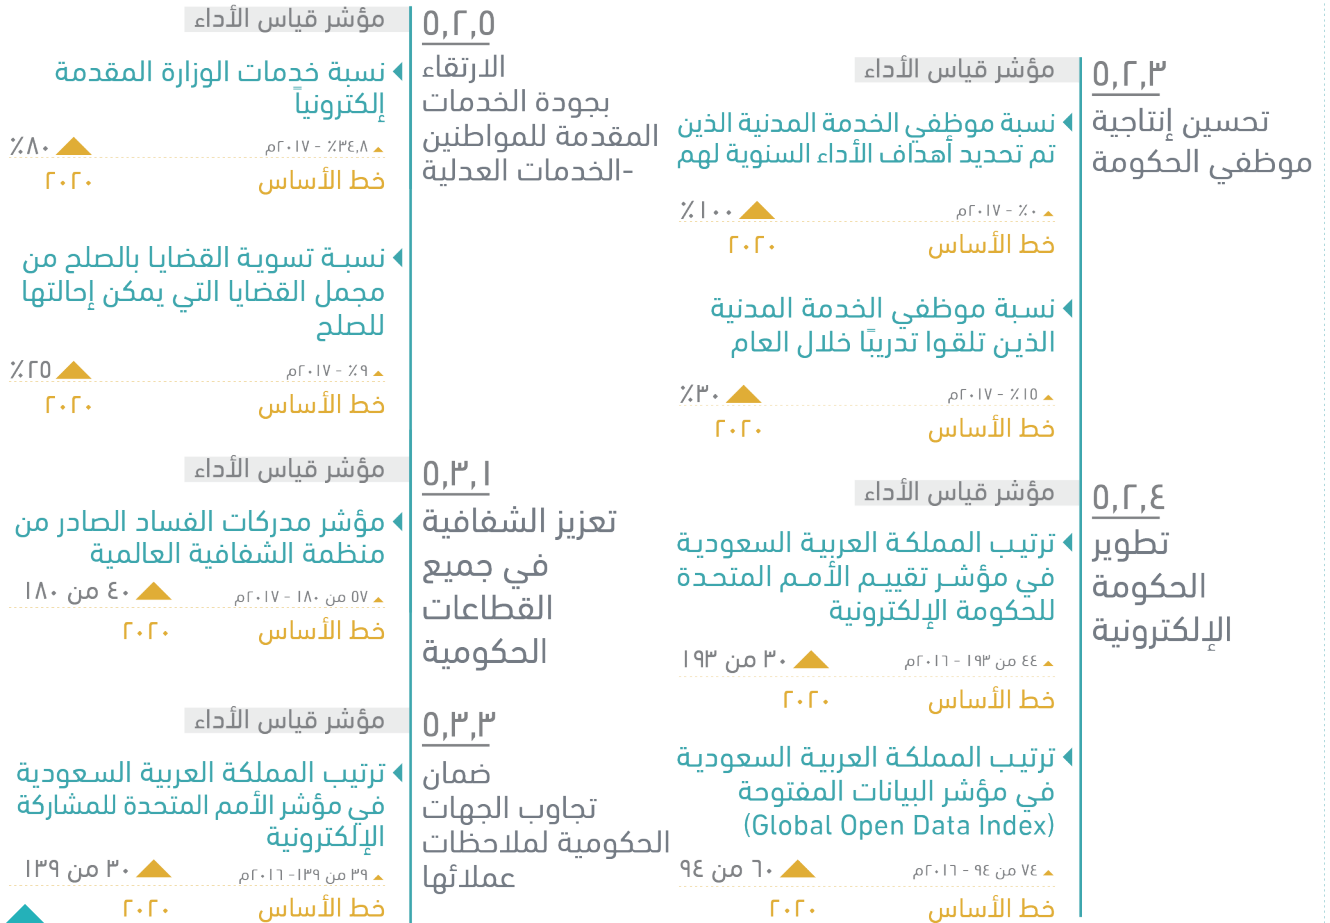 ٥,٢,٣
تحسين إنتاجية
موظفي الحكومة
مؤشر قياس الأداء
نسبة موظفي الخدمة المدنية الذين
تم تحديد أهداف الأداء السنوية لهم
٠٪ - ٢٠١٧م
١٠٠٪
خط الأساس
٢٠٢٠
نسبة موظفي الخدمة المدنية
الذين تلقوا تدريبًا خلال العام
١٥٪ - ٢٠١٧م
٣٠٪
خط الأساس
٢٠٢٠
٥,٢,٤
تطوير
الحكومة
الإلكترونية
مؤشر قياس الأداء
ترتيب المملكة العربية السعودية
في مؤشر تقييم الأمم المتحدة
للحكومة الإلكترونية
٤٤ من ١٩٣ - ٢٠١٦م
٣٠ من ١٩٣
خط الأساس
٢٠٢٠
ترتيب المملكة العربية السعودية
في مؤشر البيانات المفتوحة
(Global Open Data Index)
٧٤ من ٩٤ - ٢٠١٦م
٦٠ من ٩٤
خط الأساس
٢٠٢٠
٥,٢,٥
الارتقاء
بجودة الخدمات
المقدمة للمواطنين
-الخدمات العدلية
مؤشر قياس الأداء
نسبة خدمات الوزارة المقدمة
إلكترونياً
٣٤,٨٪ - ٢٠١٧م
٨٠٪
خط الأساس
٢٠٢٠
نسبة تسوية القضايا بالصلح من
مجمل القضايا التي يمكن إحالتها
للصلح
٩٪ - ٢٠١٧م
٢٥٪
خط الأساس
٢٠٢٠
٥,٣,١
تعزيز الشفافية
في جميع
القطاعات
الحكومية
مؤشر قياس الأداء
مؤشر مدركات الفساد الصادر من
منظمة الشفافية العالمية
٥٧ من ١٨٠ - ٢٠١٧م
٤٠ من ١٨٠
خط الأساس
٢٠٢٠
٥,٣,٣
ضمان
تجاوب الجهات
الحكومية لملاحظات
عملائها
مؤشر قياس الأداء
ترتيب المملكة العربية السعودية
في مؤشر الأمم المتحدة للمشاركة
الإلكترونية
٣٩ من ١٣٩- ٢٠١٦م
٣٠ من ١٣٩
خط الأساس
٢٠٢٠